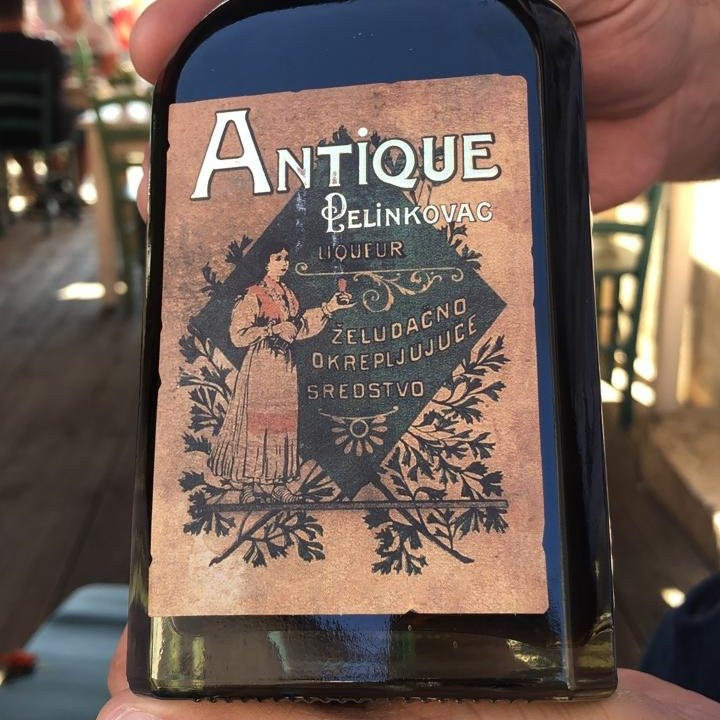 ANTiQUE
PELINKOVAC
LIQUEUR
ŽELUDAČNO
OKREPLJUJUĆE
SREDSTVO